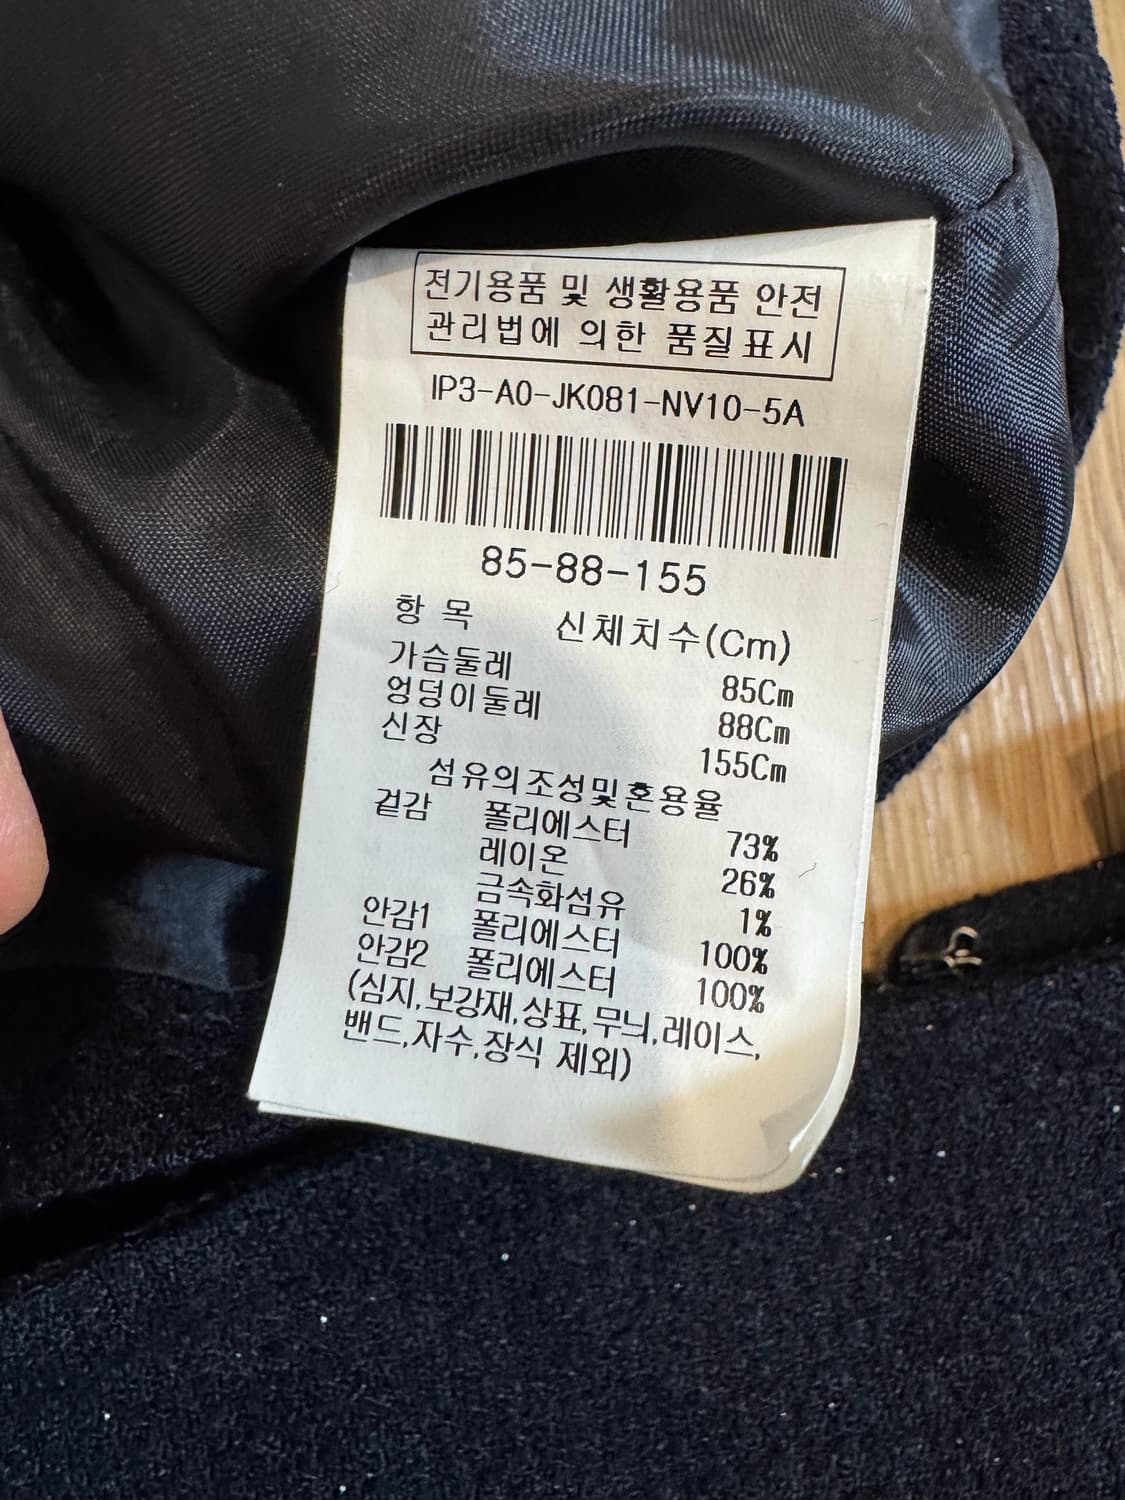 전기용품 및 생활용품 안전
관리법에 의한 품질표시
IP3-A0-JK081-NV10-5A
85-88-155
항 목 신체치수(Cm)
가슴둘레 85Cm
엉덩이둘레 88Cm
신장 155Cm
섬유의조성및혼용율
겉감 폴리에스터 73%
레이온 26%
금속화섬유 1%
안감1 폴리에스터 100%
안감2 폴리에스터 100%
(심지,보강재,상표,무늬,레이스,
밴드,자수,장식 제외)